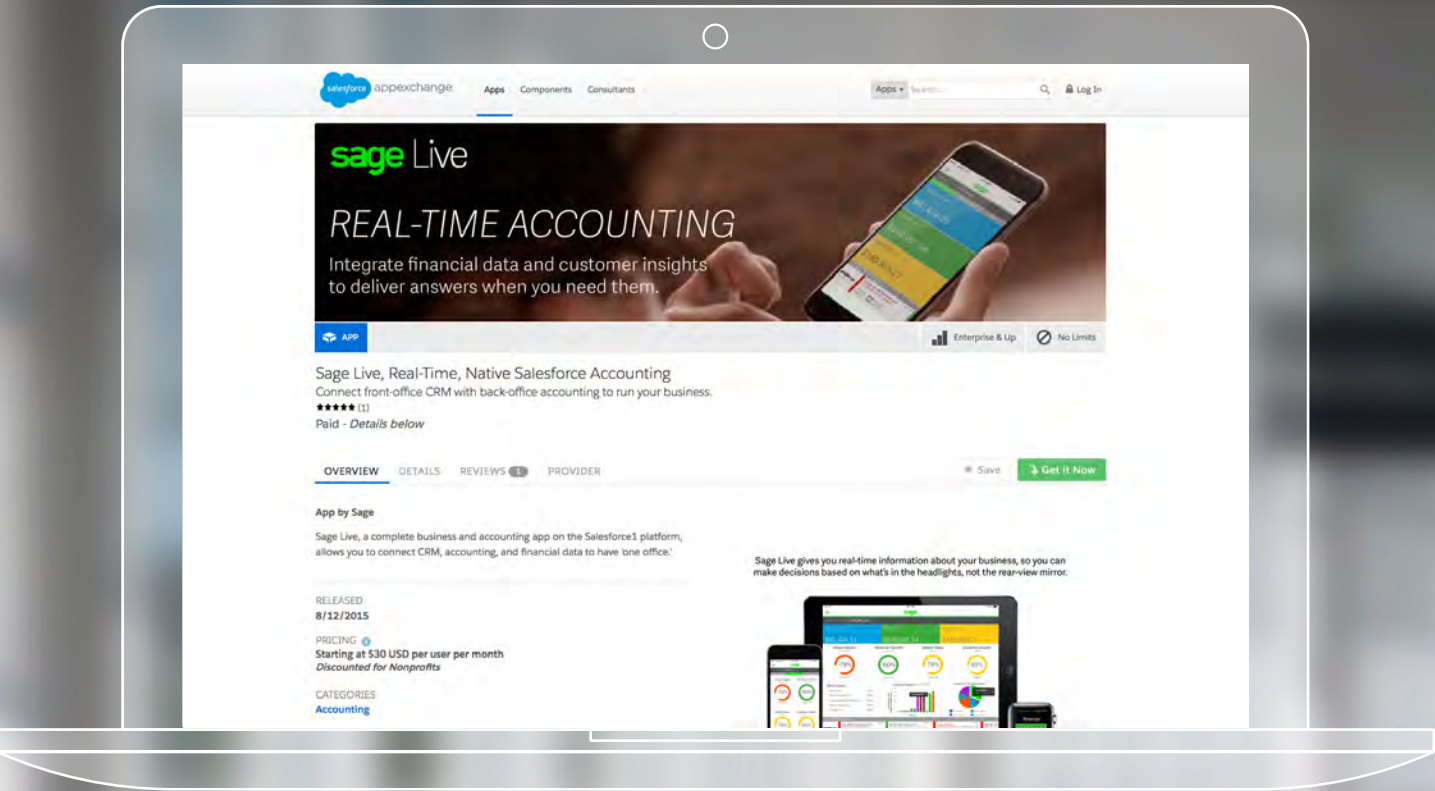 salesforce appexchange Apps Components Consultants Apps Search... Log In
sage Live
REAL-TIME ACCOUNTING
Integrate financial data and customer insights
to deliver answers when you need them.
sage
APP Enterprise & Up No Limits
Sage Live, Real-Time, Native Salesforce Accounting
Connect front-office CRM with back-office accounting to run your business.
★★★★★ (1)
Paid - Details below
OVERVIEW DETAILS REVIEWS 1 PROVIDER Save Get It Now
App by Sage
Sage Live, a complete business and accounting app on the Salesforce1 platform,
allows you to connect CRM, accounting, and financial data to have 'one office.'
Sage Live gives you real-time information about your business, so you can
make decisions based on what's in the headlights, not the rear-view mirror.
RELEASED
8/12/2015
PRICING
Starting at $30 USD per user per month
Discounted for Nonprofits
CATEGORIES
Accounting
sage